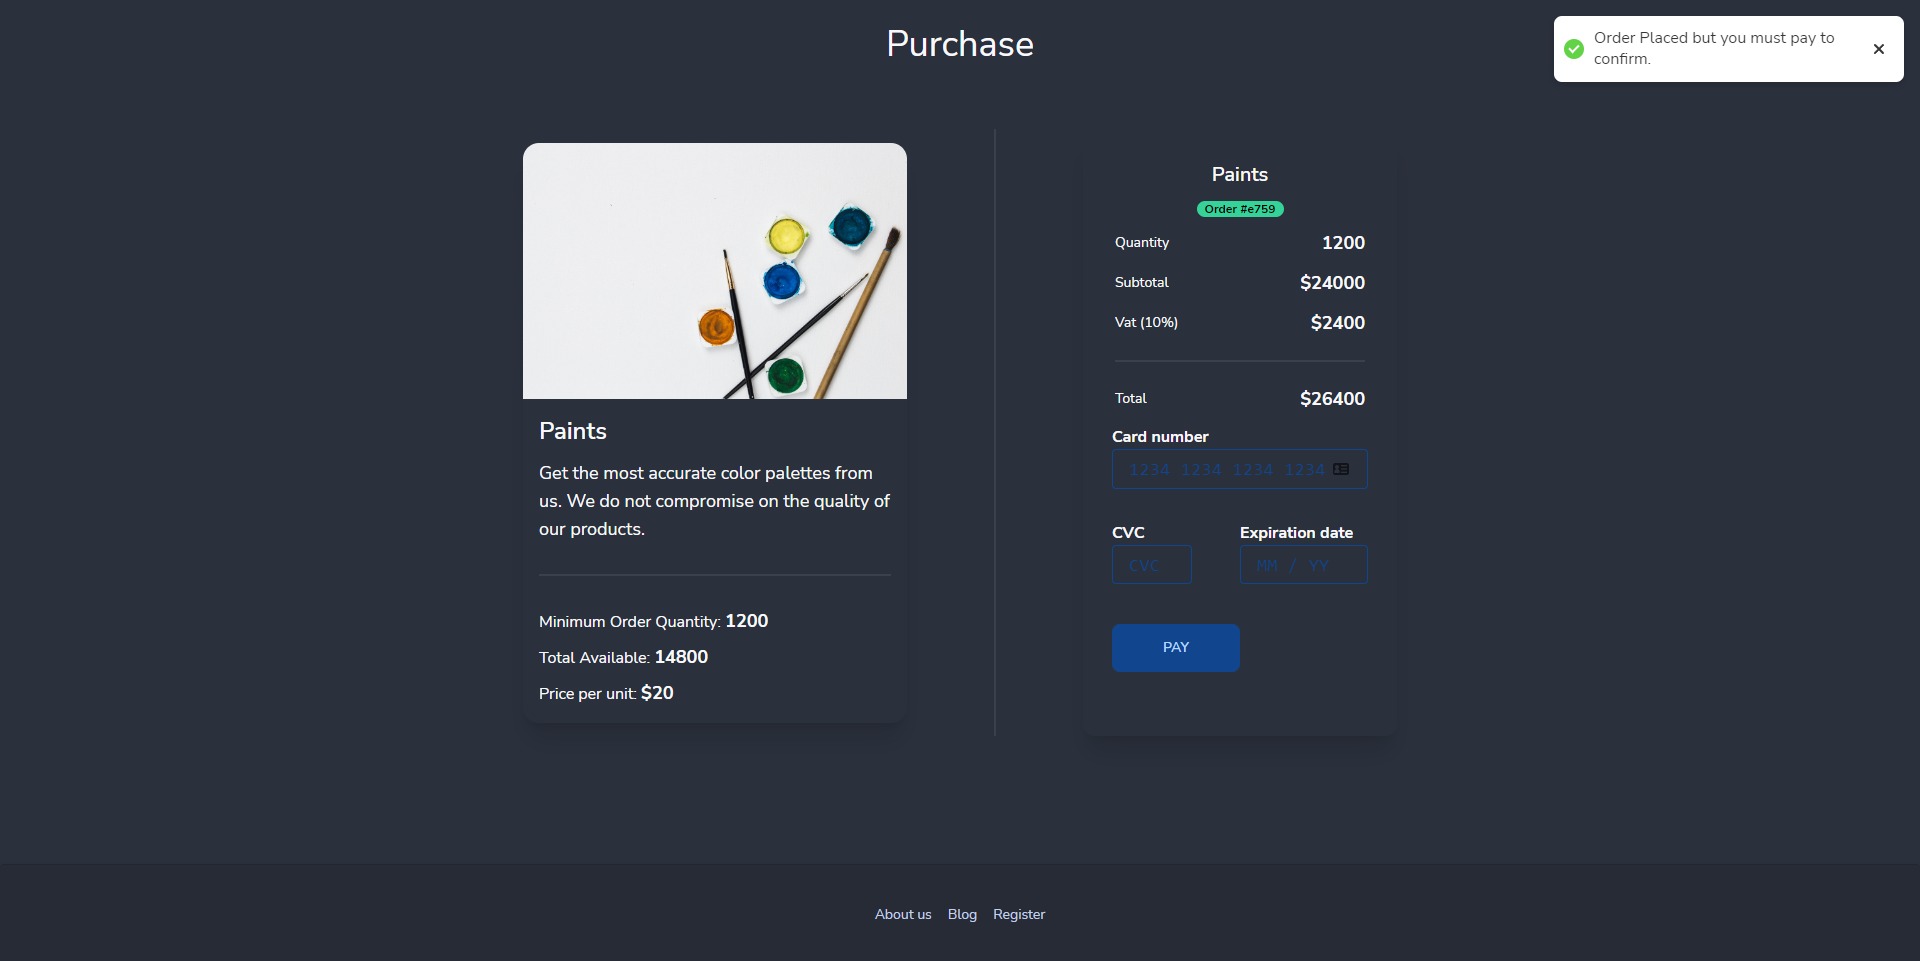 Purchase
Order Placed but you must pay to
confirm.
Paints
Get the most accurate color palettes from
us. We do not compromise on the quality of
our products.
Minimum Order Quantity: 1200
Total Available: 14800
Price per unit: $20
Paints
Order #e759
Quantity 1200
Subtotal $24000
Vat (10%) $2400
Total $26400
Card number
1234 1234 1234 1234
CVC Expiration date
CVC MM / YY
PAY
About us Blog Register